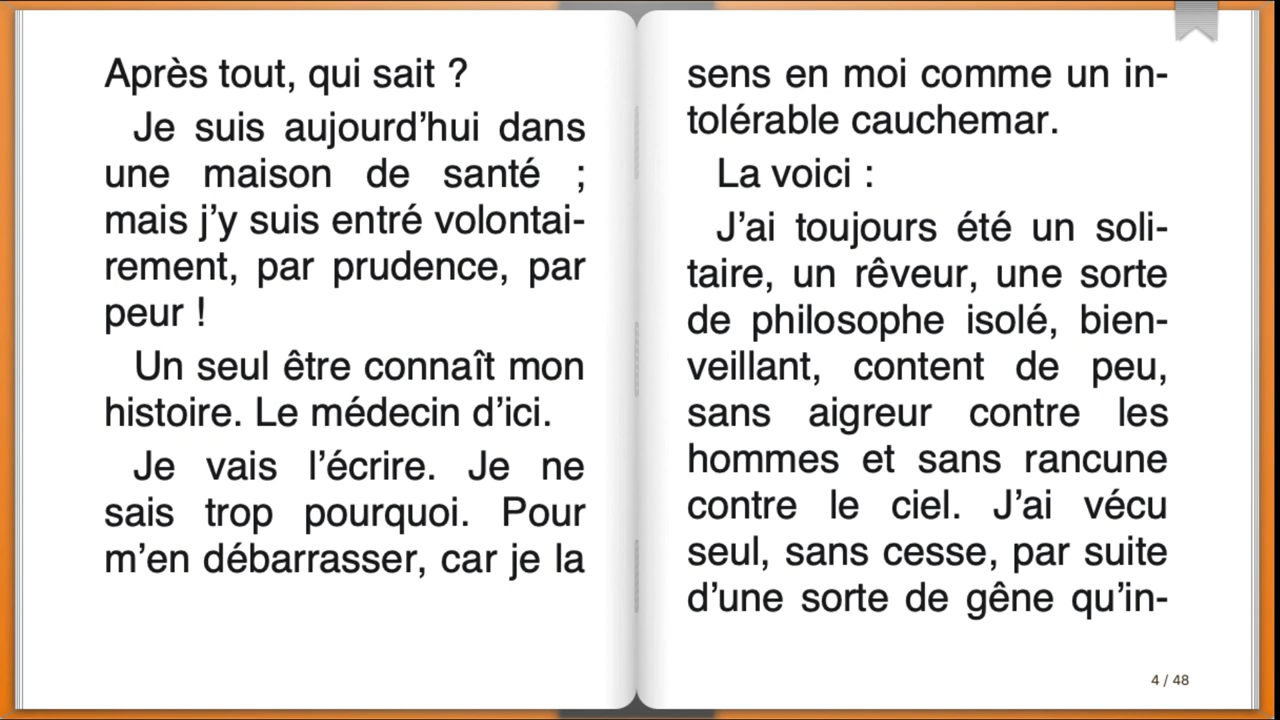 Après tout, qui sait ?
Je suis aujourd’hui dans
une maison de santé ;
mais j’y suis entré volontai-
rement, par prudence, par
peur !
Un seul être connaît mon
histoire. Le médecin d’ici.
Je vais l’écrire. Je ne
sais trop pourquoi. Pour
m’en débarrasser, car je la
sens en moi comme un in-
tolérable cauchemar.
La voici :
J’ai toujours été un soli-
taire, un rêveur, une sorte
de philosophe isolé, bien-
veillant, content de peu,
sans aigreur contre les
hommes et sans rancune
contre le ciel. J’ai vécu
seul, sans cesse, par suite
d’une sorte de gêne qu’in-
4 / 48